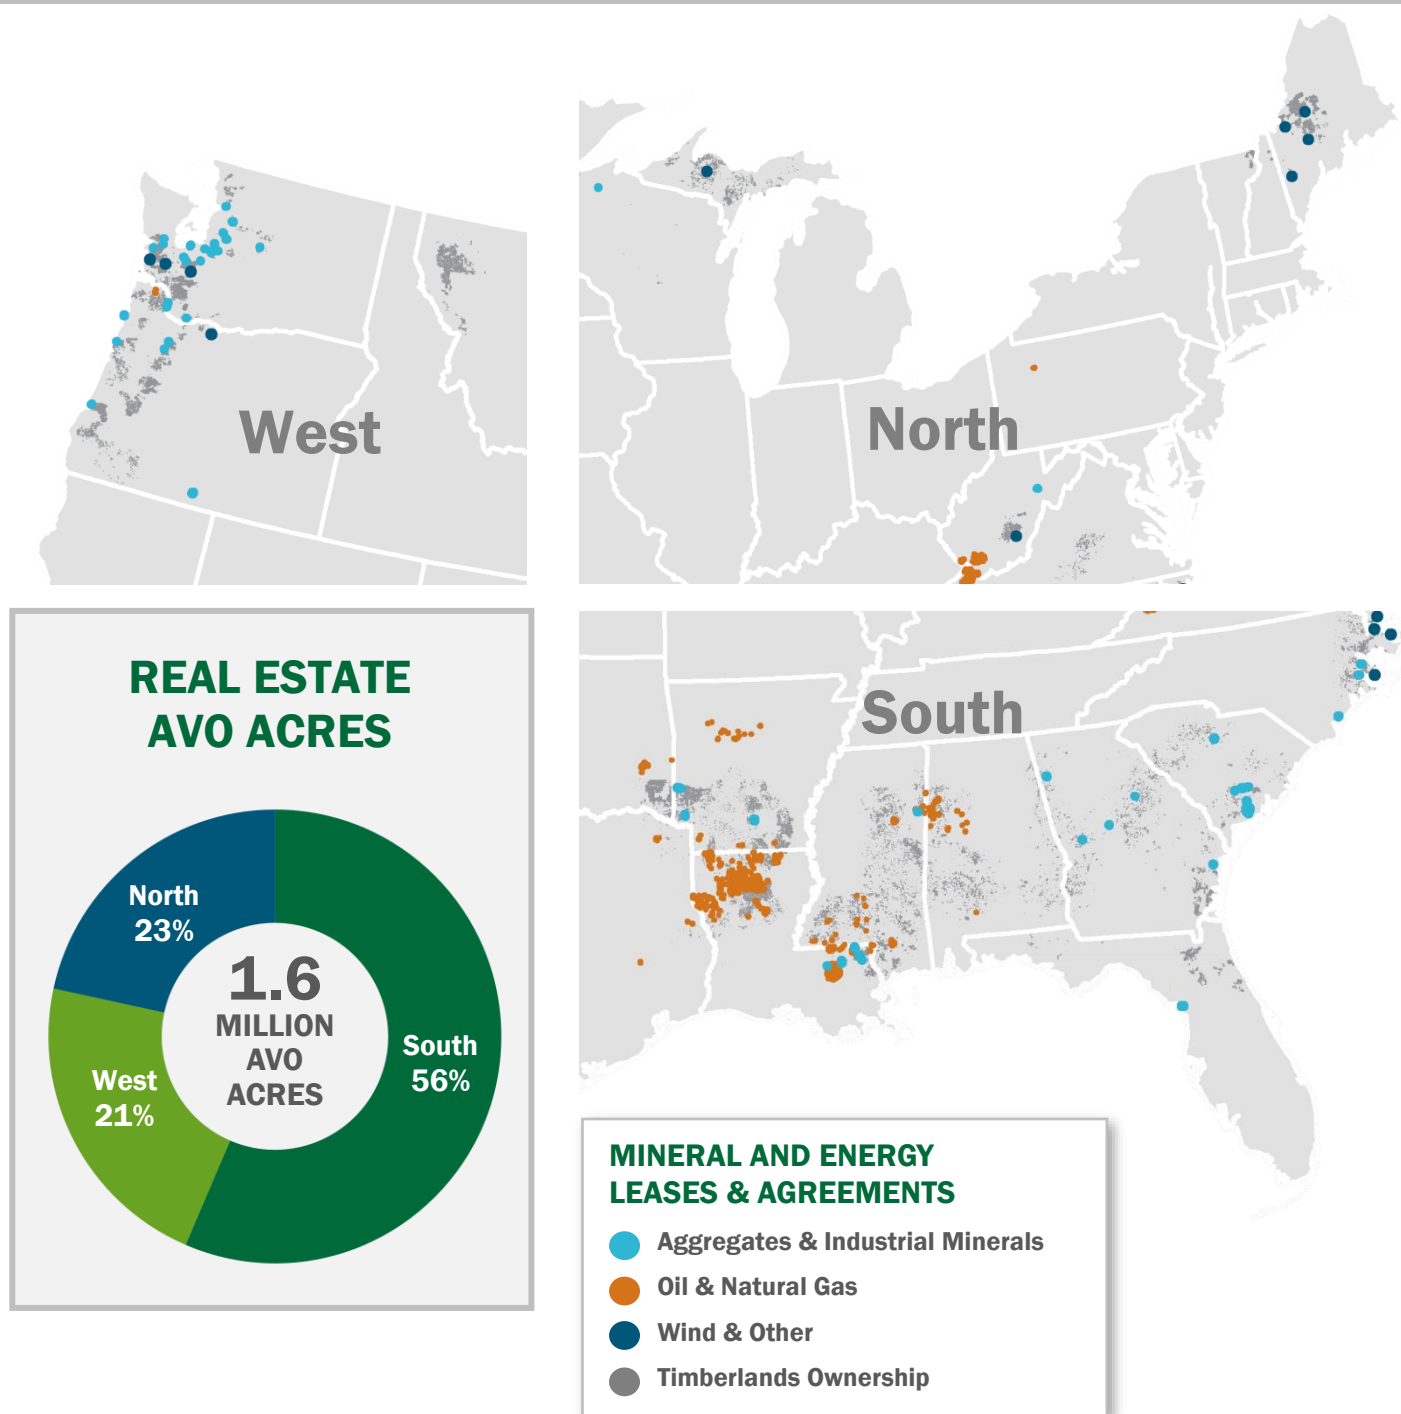 West
North
REAL ESTATE
AVO ACRES
North
23%
1.6
MILLION
AVO
ACRES
South
56%
West
21%
South
MINERAL AND ENERGY
LEASES & AGREEMENTS
Aggregates & Industrial Minerals
Oil & Natural Gas
Wind & Other
Timberlands Ownership